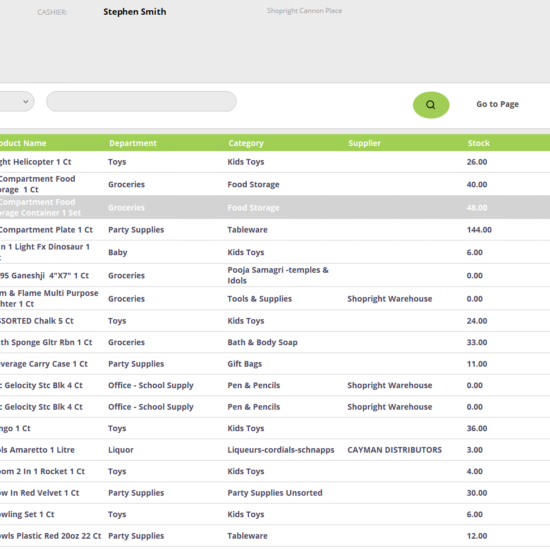 CASHIER: Stephen Smith Shopright Cannon Place
Go to Page
oduct Name Department Category Supplier Stock
ght Helicopter 1 Ct Toys Kids Toys 26.00
Compartment Food
orage 1 Ct Groceries Food Storage 40.00
Compartment Food
orage Container 1 Set Groceries Food Storage 48.00
Compartment Plate 1 Ct Party Supplies Tableware 144.00
n 1 Light Fx Dinosaur 1
t Baby Kids Toys 6.00
95 Ganeshji 4"X7" 1 Ct Groceries Pooja Samagri -temples &
Idols 0.00
m & Flame Multi Purpose
hter 1 Ct Groceries Tools & Supplies Shopright Warehouse 0.00
SSORTED Chalk 5 Ct Toys Kids Toys 24.00
th Sponge Gltr Rbn 1 Ct Groceries Bath & Body Soap 33.00
verage Carry Case 1 Ct Party Supplies Gift Bags 11.00
c Gelocity Stc Blk 4 Ct Office - School Supply Pen & Pencils Shopright Warehouse 0.00
c Gelocity Stc Blk 4 Ct Office - School Supply Pen & Pencils Shopright Warehouse 0.00
ngo 1 Ct Toys Kids Toys 36.00
ols Amaretto 1 Litre Liquor Liqueurs-cordials-schnapps CAYMAN DISTRIBUTORS 3.00
oom 2 In 1 Rocket 1 Ct Toys Kids Toys 4.00
ow In Red Velvet 1 Ct Party Supplies Party Supplies Unsorted 30.00
owling Set 1 Ct Toys Kids Toys 6.00
owls Plastic Red 20oz 22 Ct Party Supplies Tableware 12.00